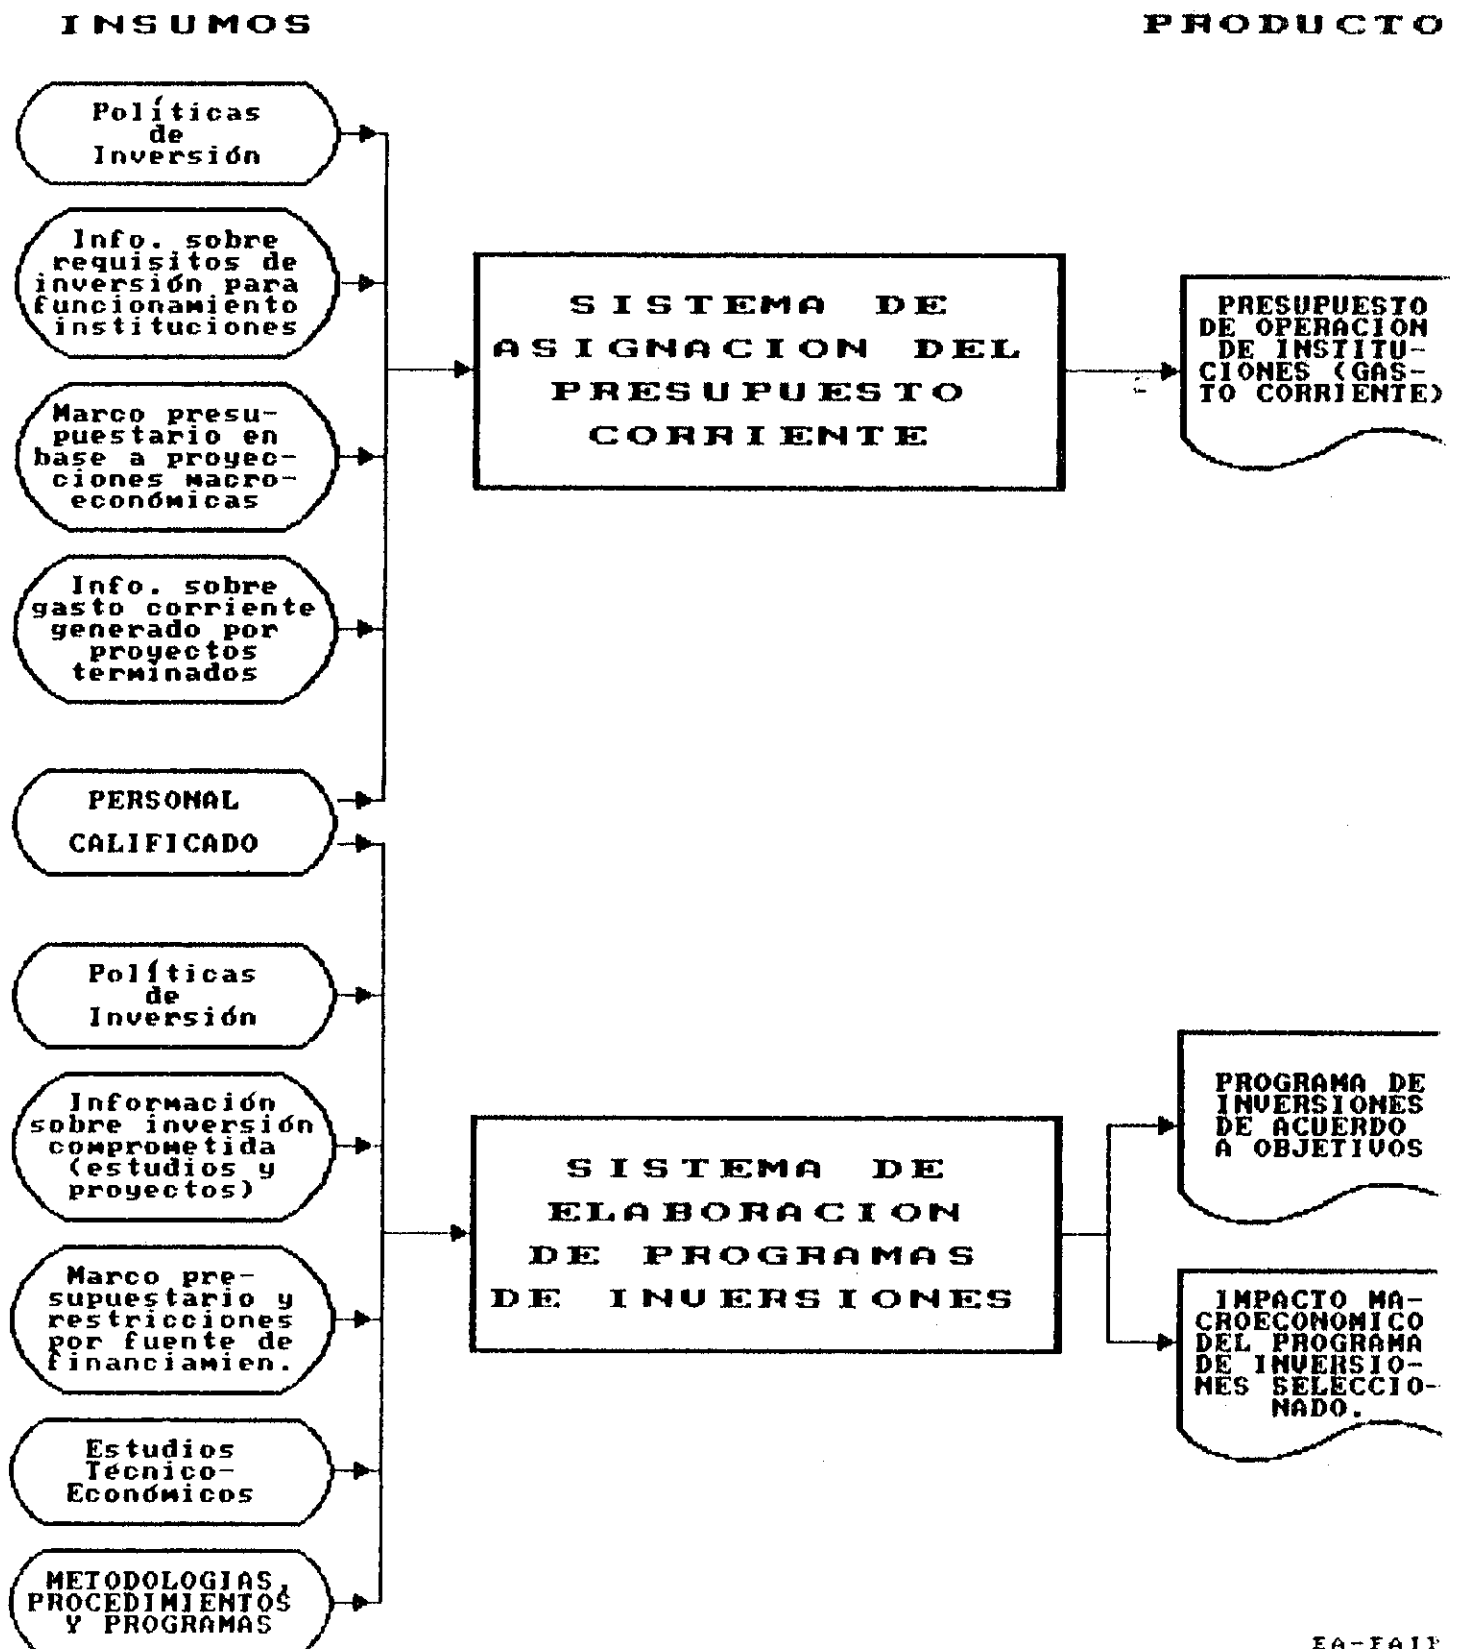 INSUMOS
PRODUCTO
Políticas
de
Inversión
Info. sobre
requisitos de
inversión para
funcionamiento
instituciones
Marco presu-
puestario en
base a proyec-
ciones macro-
económicas
Info. sobre
gasto corriente
generado por
proyectos
terminados
PERSONAL
CALIFICADO
SISTEMA DE
ASIGNACION DEL
PRESUPUESTO
CORRIENTE
PRESUPUESTO
DE OPERACION
DE INSTITU-
CIONES (GAS-
TO CORRIENTE)
Políticas
de
Inversión
Información
sobre inversión
comprometida
(estudios y
proyectos)
Marco pre-
supuestario y
restricciones
por fuente de
financiamien.
Estudios
Técnico-
Económicos
METODOLOGIAS,
PROCEDIMIENTOS
Y PROGRAMAS
SISTEMA DE
ELABORACION
DE PROGRAMAS
DE INVERSIONES
PROGRAMA DE
INVERSIONES
DE ACUERDO
A OBJETIVOS
IMPACTO MA-
CROECONOMICO
DEL PROGRAMA
DE INVERSIO-
NES SELECCIO-
NADO.